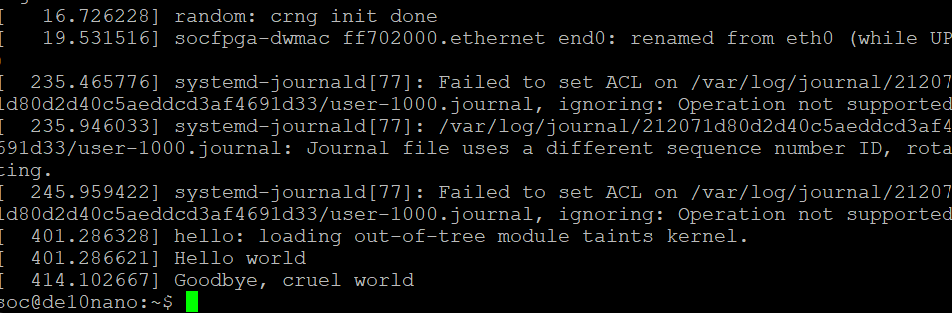 [   16.726228] random: crng init done
[   19.531516] socfpga-dwmac ff702000.ethernet end0: renamed from eth0 (while UP
)
[  235.465776] systemd-journald[77]: Failed to set ACL on /var/log/journal/21207
1d80d2d40c5aeddcd3af4691d33/user-1000.journal, ignoring: Operation not supported
[  235.946033] systemd-journald[77]: /var/log/journal/212071d80d2d40c5aeddcd3af4
691d33/user-1000.journal: Journal file uses a different sequence number ID, rota
ting.
[  245.959422] systemd-journald[77]: Failed to set ACL on /var/log/journal/21207
1d80d2d40c5aeddcd3af4691d33/user-1000.journal, ignoring: Operation not supported
[  401.286328] hello: loading out-of-tree module taints kernel.
[  401.286621] Hello world
[  414.102667] Goodbye, cruel world
soc@de10nano:~$